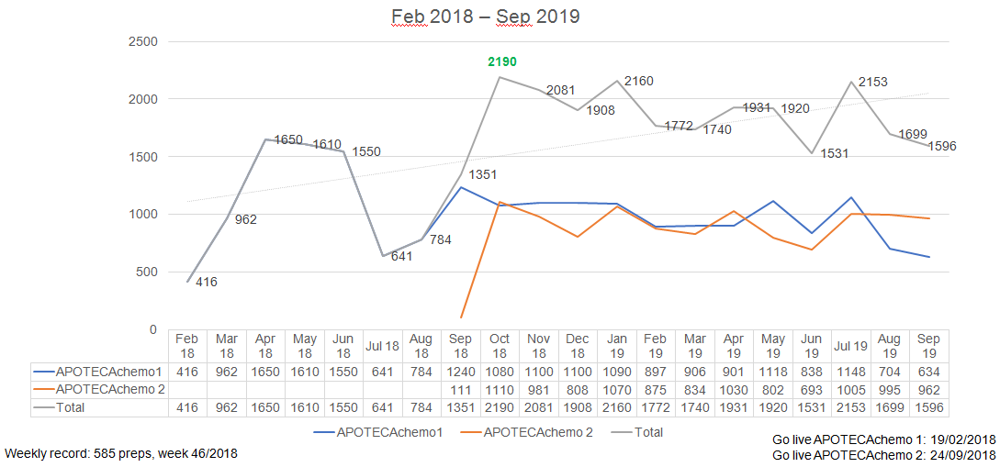 Feb 2018 – Sep 2019
2500
2000
1500
1000
500
0
2190
416
962
1650
1610
1550
641
784
1351
2081
1908
2160
1772
1740
1931
1920
1531
2153
1699
1596
Feb 18 Mar 18 Apr 18 May 18 Jun 18 Jul 18 Aug 18 Sep 18 Oct 18 Nov 18 Dec 18 Jan 19 Feb 19 Mar 19 Apr 19 May 19 Jun 19 Jul 19 Aug 19 Sep 19
APOTECAchemo1 416 962 1650 1610 1550 641 784 1240 1080 1100 1100 1090 897 906 901 1118 838 1148 704 634
APOTECAchemo 2 111 1110 981 808 1070 875 834 1030 802 693 1005 995 962
Total 416 962 1650 1610 1550 641 784 1351 2190 2081 1908 2160 1772 1740 1931 1920 1531 2153 1699 1596
APOTECAchemo1 APOTECAchemo 2 Total
Weekly record: 585 preps, week 46/2018
Go live APOTECAchemo 1: 19/02/2018
Go live APOTECAchemo 2: 24/09/2018